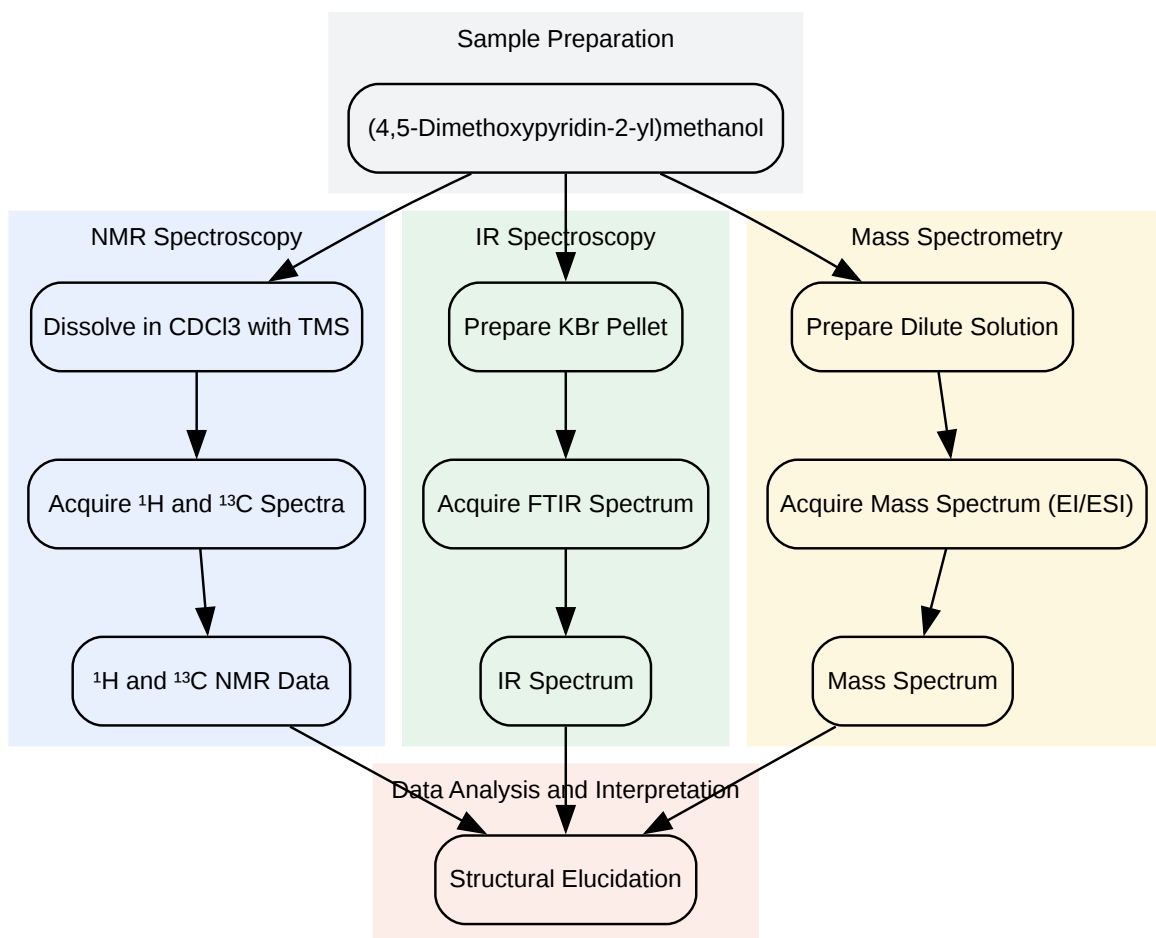 Sample Preparation
(4,5-Dimethoxypyridin-2-yl)methanol
NMR Spectroscopy
IR Spectroscopy
Mass Spectrometry
Dissolve in CDCl3 with TMS
Prepare KBr Pellet
Prepare Dilute Solution
Acquire ¹H and ¹³C Spectra
Acquire FTIR Spectrum
Acquire Mass Spectrum (EI/ESI)
¹H and ¹³C NMR Data
IR Spectrum
Mass Spectrum
Data Analysis and Interpretation
Structural Elucidation